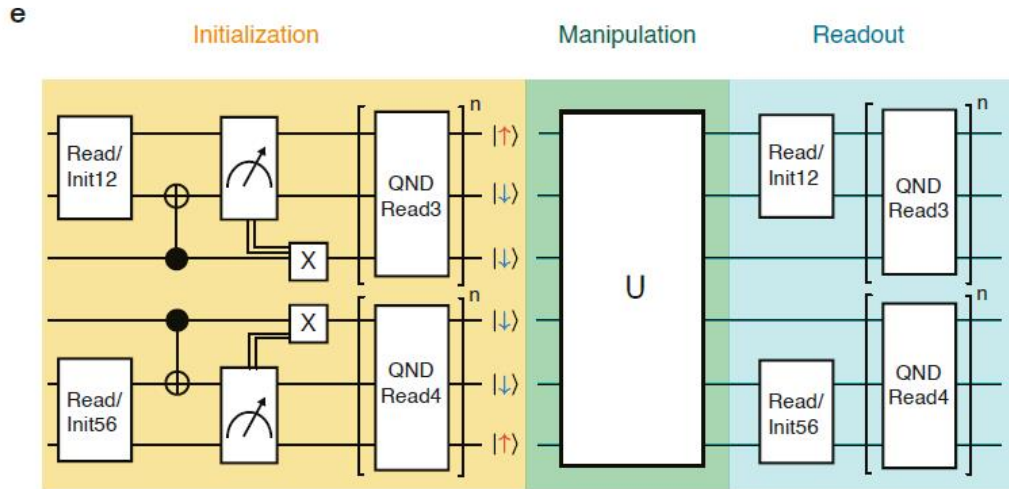 e
Initialization
Manipulation
Readout
Read/
Init12
n
QND
Read3
|↑⟩
|↓⟩
|↓⟩
X
Read/
Init56
X
n
QND
Read4
|↓⟩
|↓⟩
|↑⟩
U
Read/
Init12
n
QND
Read3
Read/
Init56
n
QND
Read4